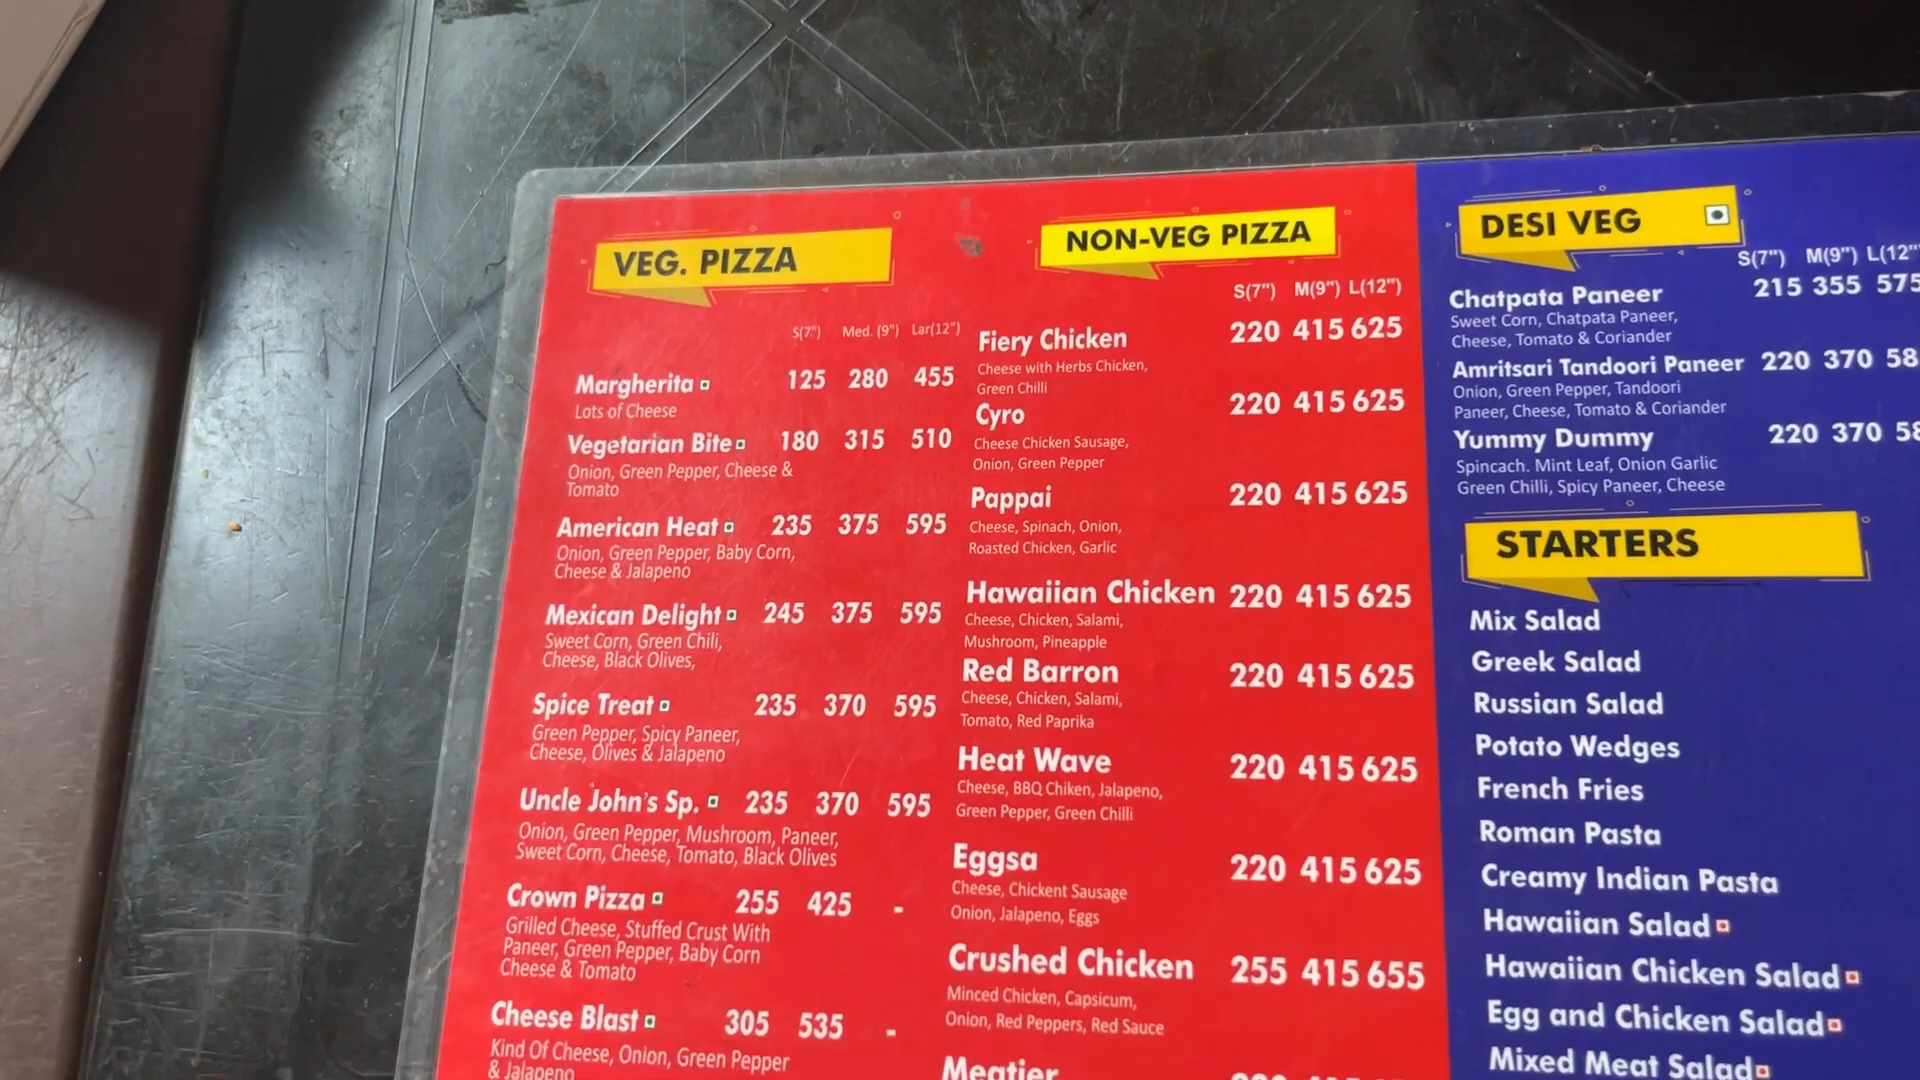 VEG. PIZZA
S(7") Med. (9") Lar(12")
Margherita 125 280 455
Lots of Cheese
Vegetarian Bite 180 315 510
Onion, Green Pepper, Cheese &
Tomato
American Heat 235 375 595
Onion, Green Pepper, Baby Corn,
Cheese & Jalapeno
Mexican Delight 245 375 595
Sweet Corn, Green Chili,
Cheese, Black Olives,
Spice Treat 235 370 595
Green Pepper, Spicy Paneer,
Cheese, Olives & Jalapeno
Uncle John's Sp. 235 370 595
Onion, Green Pepper, Mushroom, Paneer,
Sweet Corn, Cheese, Tomato, Black Olives
Crown Pizza 255 425 -
Grilled Cheese, Stuffed Crust With
Paneer, Green Pepper, Baby Corn
Cheese & Tomato
Cheese Blast 305 535 -
Kind Of Cheese, Onion, Green Pepper
& Jalapeno
NON-VEG PIZZA
S(7") M(9") L(12")
Fiery Chicken 220 415 625
Cheese with Herbs Chicken,
Green Chilli
Cyro 220 415 625
Cheese Chicken Sausage,
Onion, Green Pepper
Pappai 220 415 625
Cheese, Spinach, Onion,
Roasted Chicken, Garlic
Hawaiian Chicken 220 415 625
Cheese, Chicken, Salami,
Mushroom, Pineapple
Red Barron 220 415 625
Cheese, Chicken, Salami,
Tomato, Red Paprika
Heat Wave 220 415 625
Cheese, BBQ Chiken, Jalapeno,
Green Pepper, Green Chilli
Eggsa 220 415 625
Cheese, Chickent Sausage
Onion, Jalapeno, Eggs
Crushed Chicken 255 415 655
Minced Chicken, Capsicum,
Onion, Red Peppers, Red Sauce
Meatier
DESI VEG
S(7") M(9") L(12"
Chatpata Paneer 215 355 575
Sweet Corn, Chatpata Paneer,
Cheese, Tomato & Coriander
Amritsari Tandoori Paneer 220 370 58
Onion, Green Pepper, Tandoori
Paneer, Cheese, Tomato & Coriander
Yummy Dummy 220 370 58
Spincach. Mint Leaf, Onion Garlic
Green Chilli, Spicy Paneer, Cheese
STARTERS
Mix Salad
Greek Salad
Russian Salad
Potato Wedges
French Fries
Roman Pasta
Creamy Indian Pasta
Hawaiian Salad
Hawaiian Chicken Salad
Egg and Chicken Salad
Mixed Meat Salad